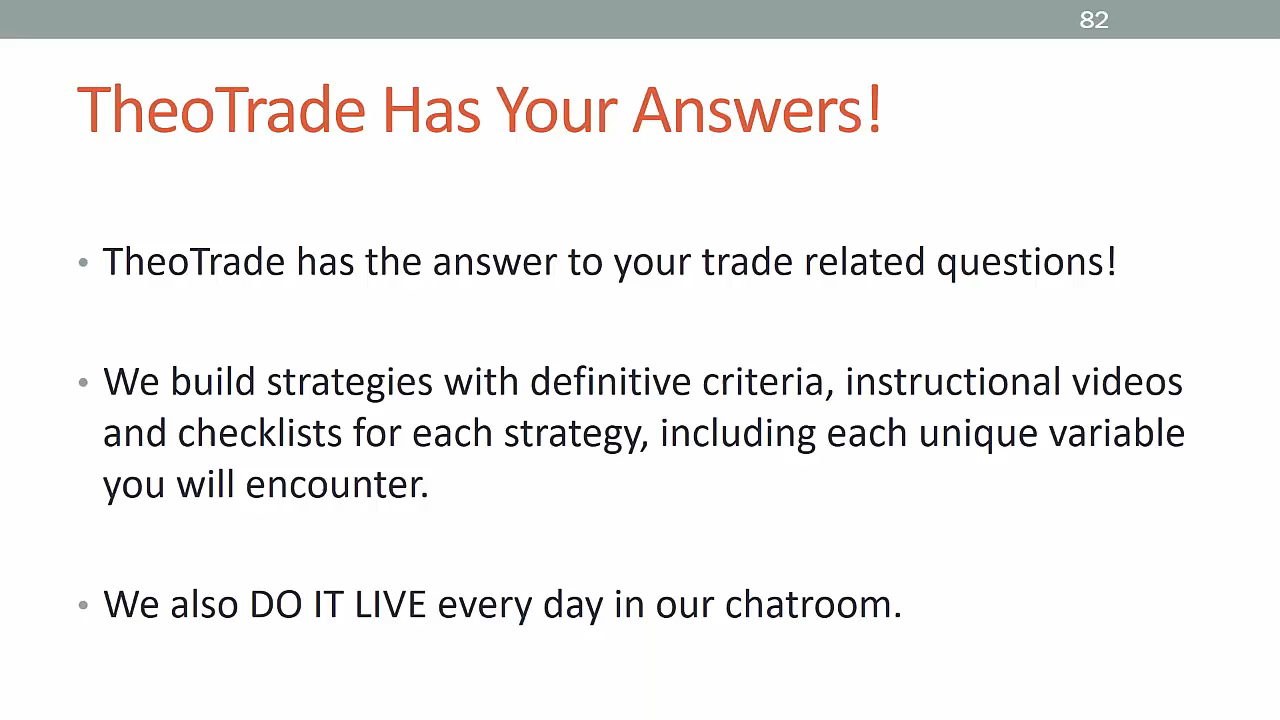 82
TheoTrade Has Your Answers!
• TheoTrade has the answer to your trade related questions!
• We build strategies with definitive criteria, instructional videos
and checklists for each strategy, including each unique variable
you will encounter.
• We also DO IT LIVE every day in our chatroom.